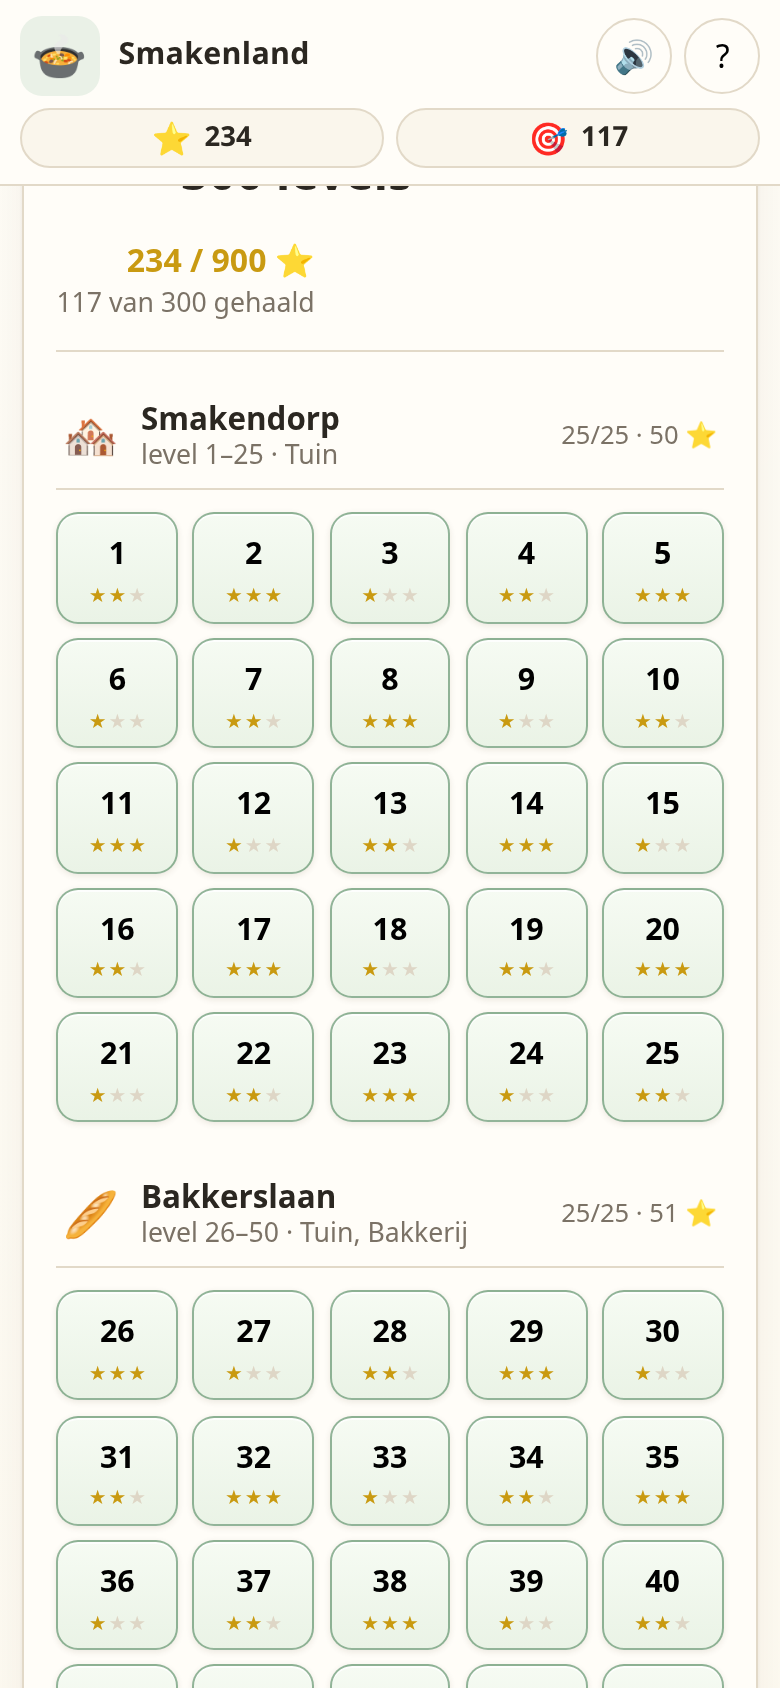 Smakenland
?
234
117
300 levels
234 / 900
117 van 300 gehaald
Smakendorp
level 1–25 · Tuin
25/25 · 50
1 2 3 4 5
6 7 8 9 10
11 12 13 14 15
16 17 18 19 20
21 22 23 24 25
Bakkerslaan
level 26–50 · Tuin, Bakkerij
25/25 · 51
26 27 28 29 30
31 32 33 34 35
36 37 38 39 40